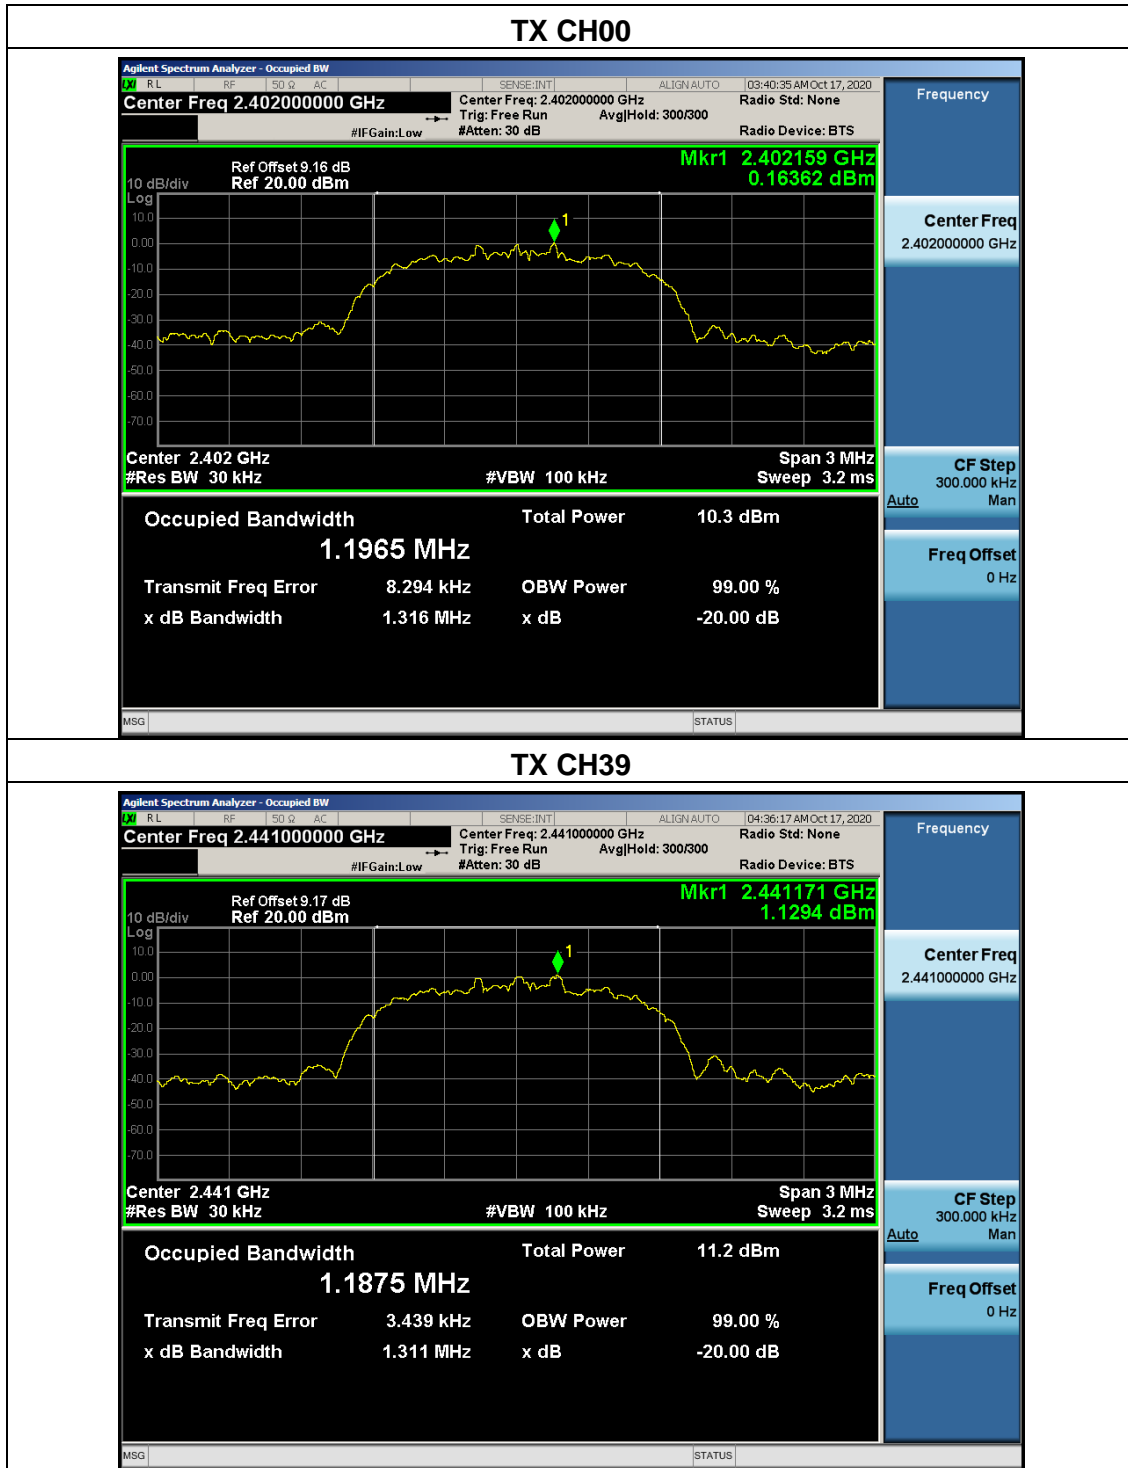 TX CH00
Agilent Spectrum Analyzer - Occupied BW
LXI RL RF 50 Ω AC SENSE:INT ALIGN AUTO 03:40:35 AM Oct 17, 2020
Center Freq 2.402000000 GHz
Center Freq: 2.402000000 GHz
Radio Std: None
Trig: Free Run Avg|Hold: 300/300
#IFGain:Low #Atten: 30 dB Radio Device: BTS
Frequency
Mkr1 2.402159 GHz
0.16362 dBm
Ref Offset 9.16 dB
10 dB/div Ref 20.00 dBm
Log
10.0
0.00
-10.0
-20.0
-30.0
-40.0
-50.0
-60.0
-70.0
1
Center 2.402 GHz Span 3 MHz
#Res BW 30 kHz #VBW 100 kHz Sweep 3.2 ms
Center Freq
2.402000000 GHz
CF Step
300.000 kHz
Auto Man
Freq Offset
0 Hz
Occupied Bandwidth Total Power 10.3 dBm
1.1965 MHz
Transmit Freq Error 8.294 kHz OBW Power 99.00 %
x dB Bandwidth 1.316 MHz x dB -20.00 dB
MSG STATUS
TX CH39
Agilent Spectrum Analyzer - Occupied BW
LXI RL RF 50 Ω AC SENSE:INT ALIGN AUTO 04:36:17 AM Oct 17, 2020
Center Freq 2.441000000 GHz
Center Freq: 2.441000000 GHz
Radio Std: None
Trig: Free Run Avg|Hold: 300/300
#IFGain:Low #Atten: 30 dB Radio Device: BTS
Frequency
Mkr1 2.441171 GHz
1.1294 dBm
Ref Offset 9.17 dB
10 dB/div Ref 20.00 dBm
Log
10.0
0.00
-10.0
-20.0
-30.0
-40.0
-50.0
-60.0
-70.0
1
Center 2.441 GHz Span 3 MHz
#Res BW 30 kHz #VBW 100 kHz Sweep 3.2 ms
Center Freq
2.441000000 GHz
CF Step
300.000 kHz
Auto Man
Freq Offset
0 Hz
Occupied Bandwidth Total Power 11.2 dBm
1.1875 MHz
Transmit Freq Error 3.439 kHz OBW Power 99.00 %
x dB Bandwidth 1.311 MHz x dB -20.00 dB
MSG STATUS